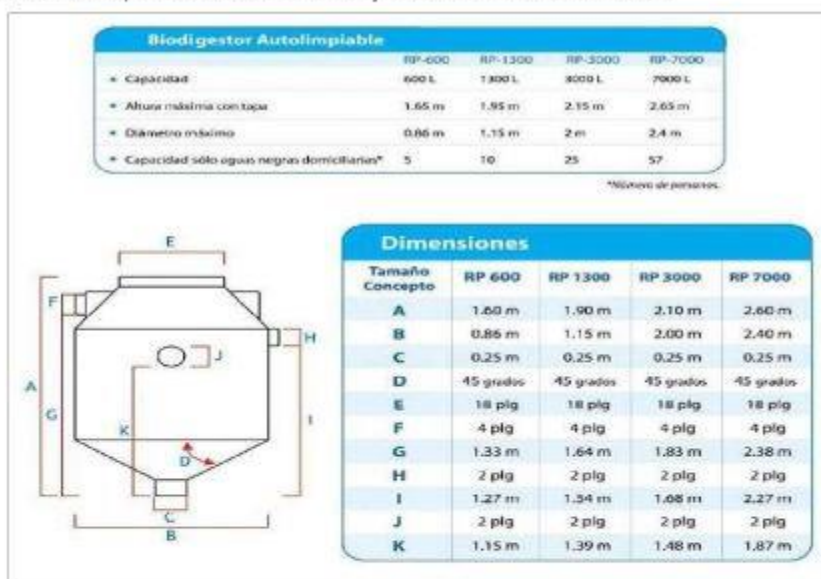 Biodigestor Autolimpiable
RP-600 RP-1300 RP-3000 RP-7000
• Capacidad 600 L 1300 L 3000 L 7000 L
• Altura máxima con tapa 1.65 m 1.95 m 2.15 m 2.65 m
• Diámetro máximo 0.86 m 1.15 m 2 m 2.4 m
• Capacidad sólo aguas negras domiciliarias* 5 10 25 57
*Número de personas.
E
F
H
J
A
G
K
I
D
C
B
Dimensiones
Tamaño Concepto RP 600 RP 1300 RP 3000 RP 7000
A 1.60 m 1.90 m 2.10 m 2.60 m
B 0.86 m 1.15 m 2.00 m 2.40 m
C 0.25 m 0.25 m 0.25 m 0.25 m
D 45 grados 45 grados 45 grados 45 grados
E 18 plg 18 plg 18 plg 18 plg
F 4 plg 4 plg 4 plg 4 plg
G 1.33 m 1.64 m 1.83 m 2.38 m
H 2 plg 2 plg 2 plg 2 plg
I 1.27 m 1.54 m 1.68 m 2.27 m
J 2 plg 2 plg 2 plg 2 plg
K 1.15 m 1.39 m 1.48 m 1.87 m